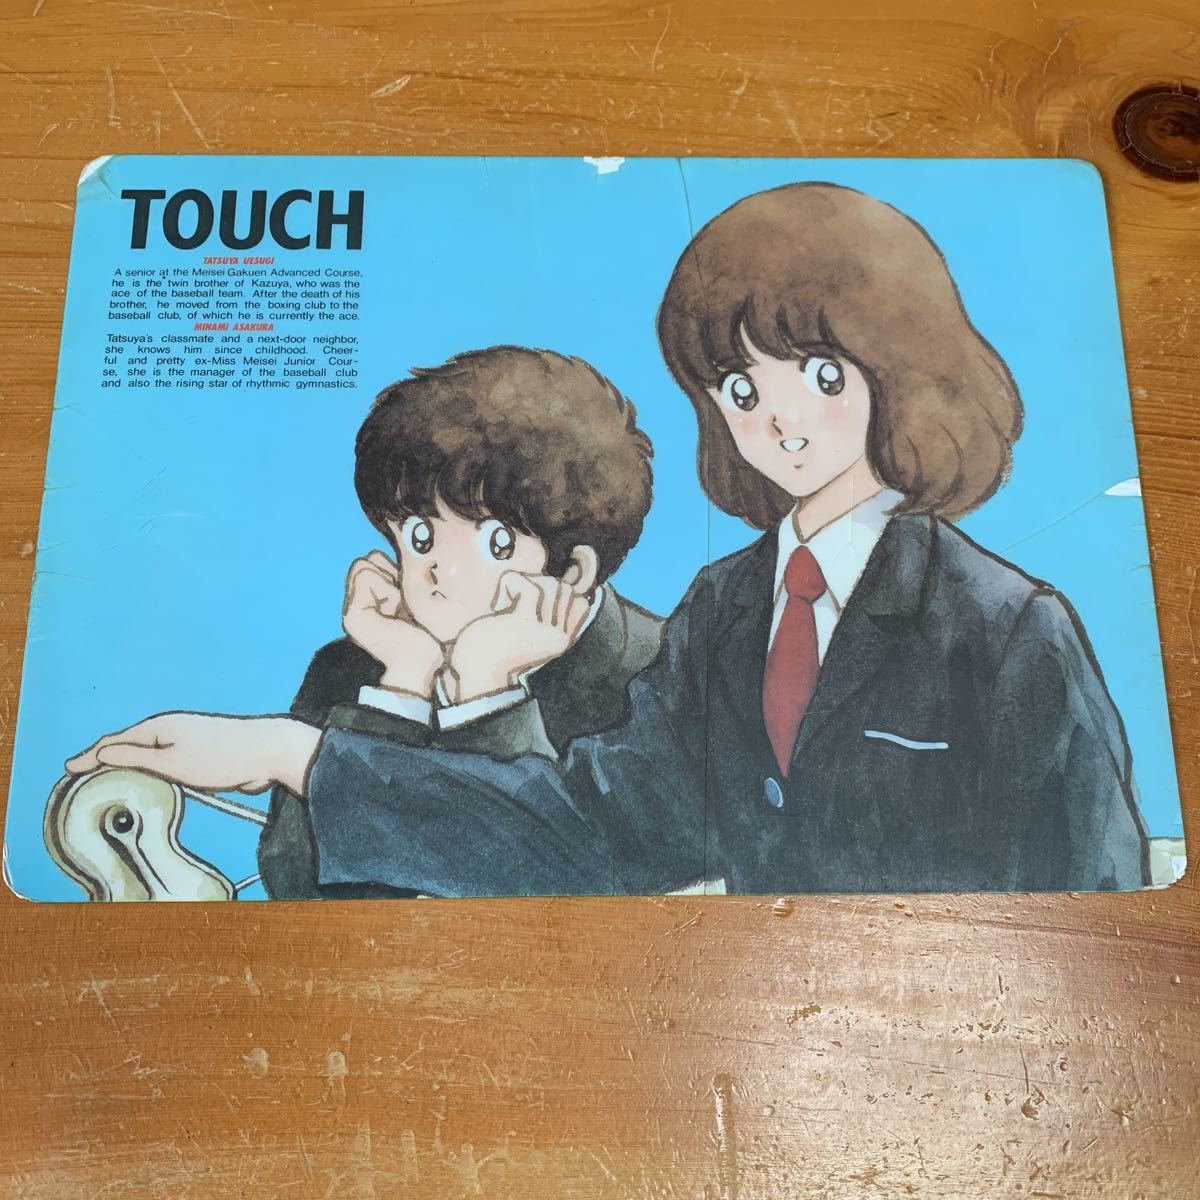 TOUCH
TATSUYA UESUGI
A senior at the Meisei Gakuen Advanced Course,
he is the twin brother of Kazuya, who was the
ace of the baseball team. After the death of his
brother, he moved from the boxing club to the
baseball club, of which he is currently the ace.
MINAMI ASAKURA
Tatsuya's classmate and a next-door neighbor,
she knows him since childhood. Cheer-
ful and pretty ex-Miss Meisei Junior Cour-
se, she is the manager of the baseball club
and also the rising star of rhythmic gymnastics.